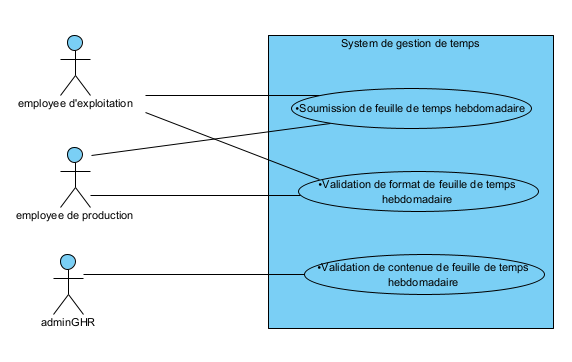 System de gestion de temps
employee d'exploitation
•Soumission de feuille de temps hebdomadaire
•Validation de format de feuille de temps
hebdomadaire
employee de production
•Validation de contenue de feuille de temps
hebdomadaire
adminGHR